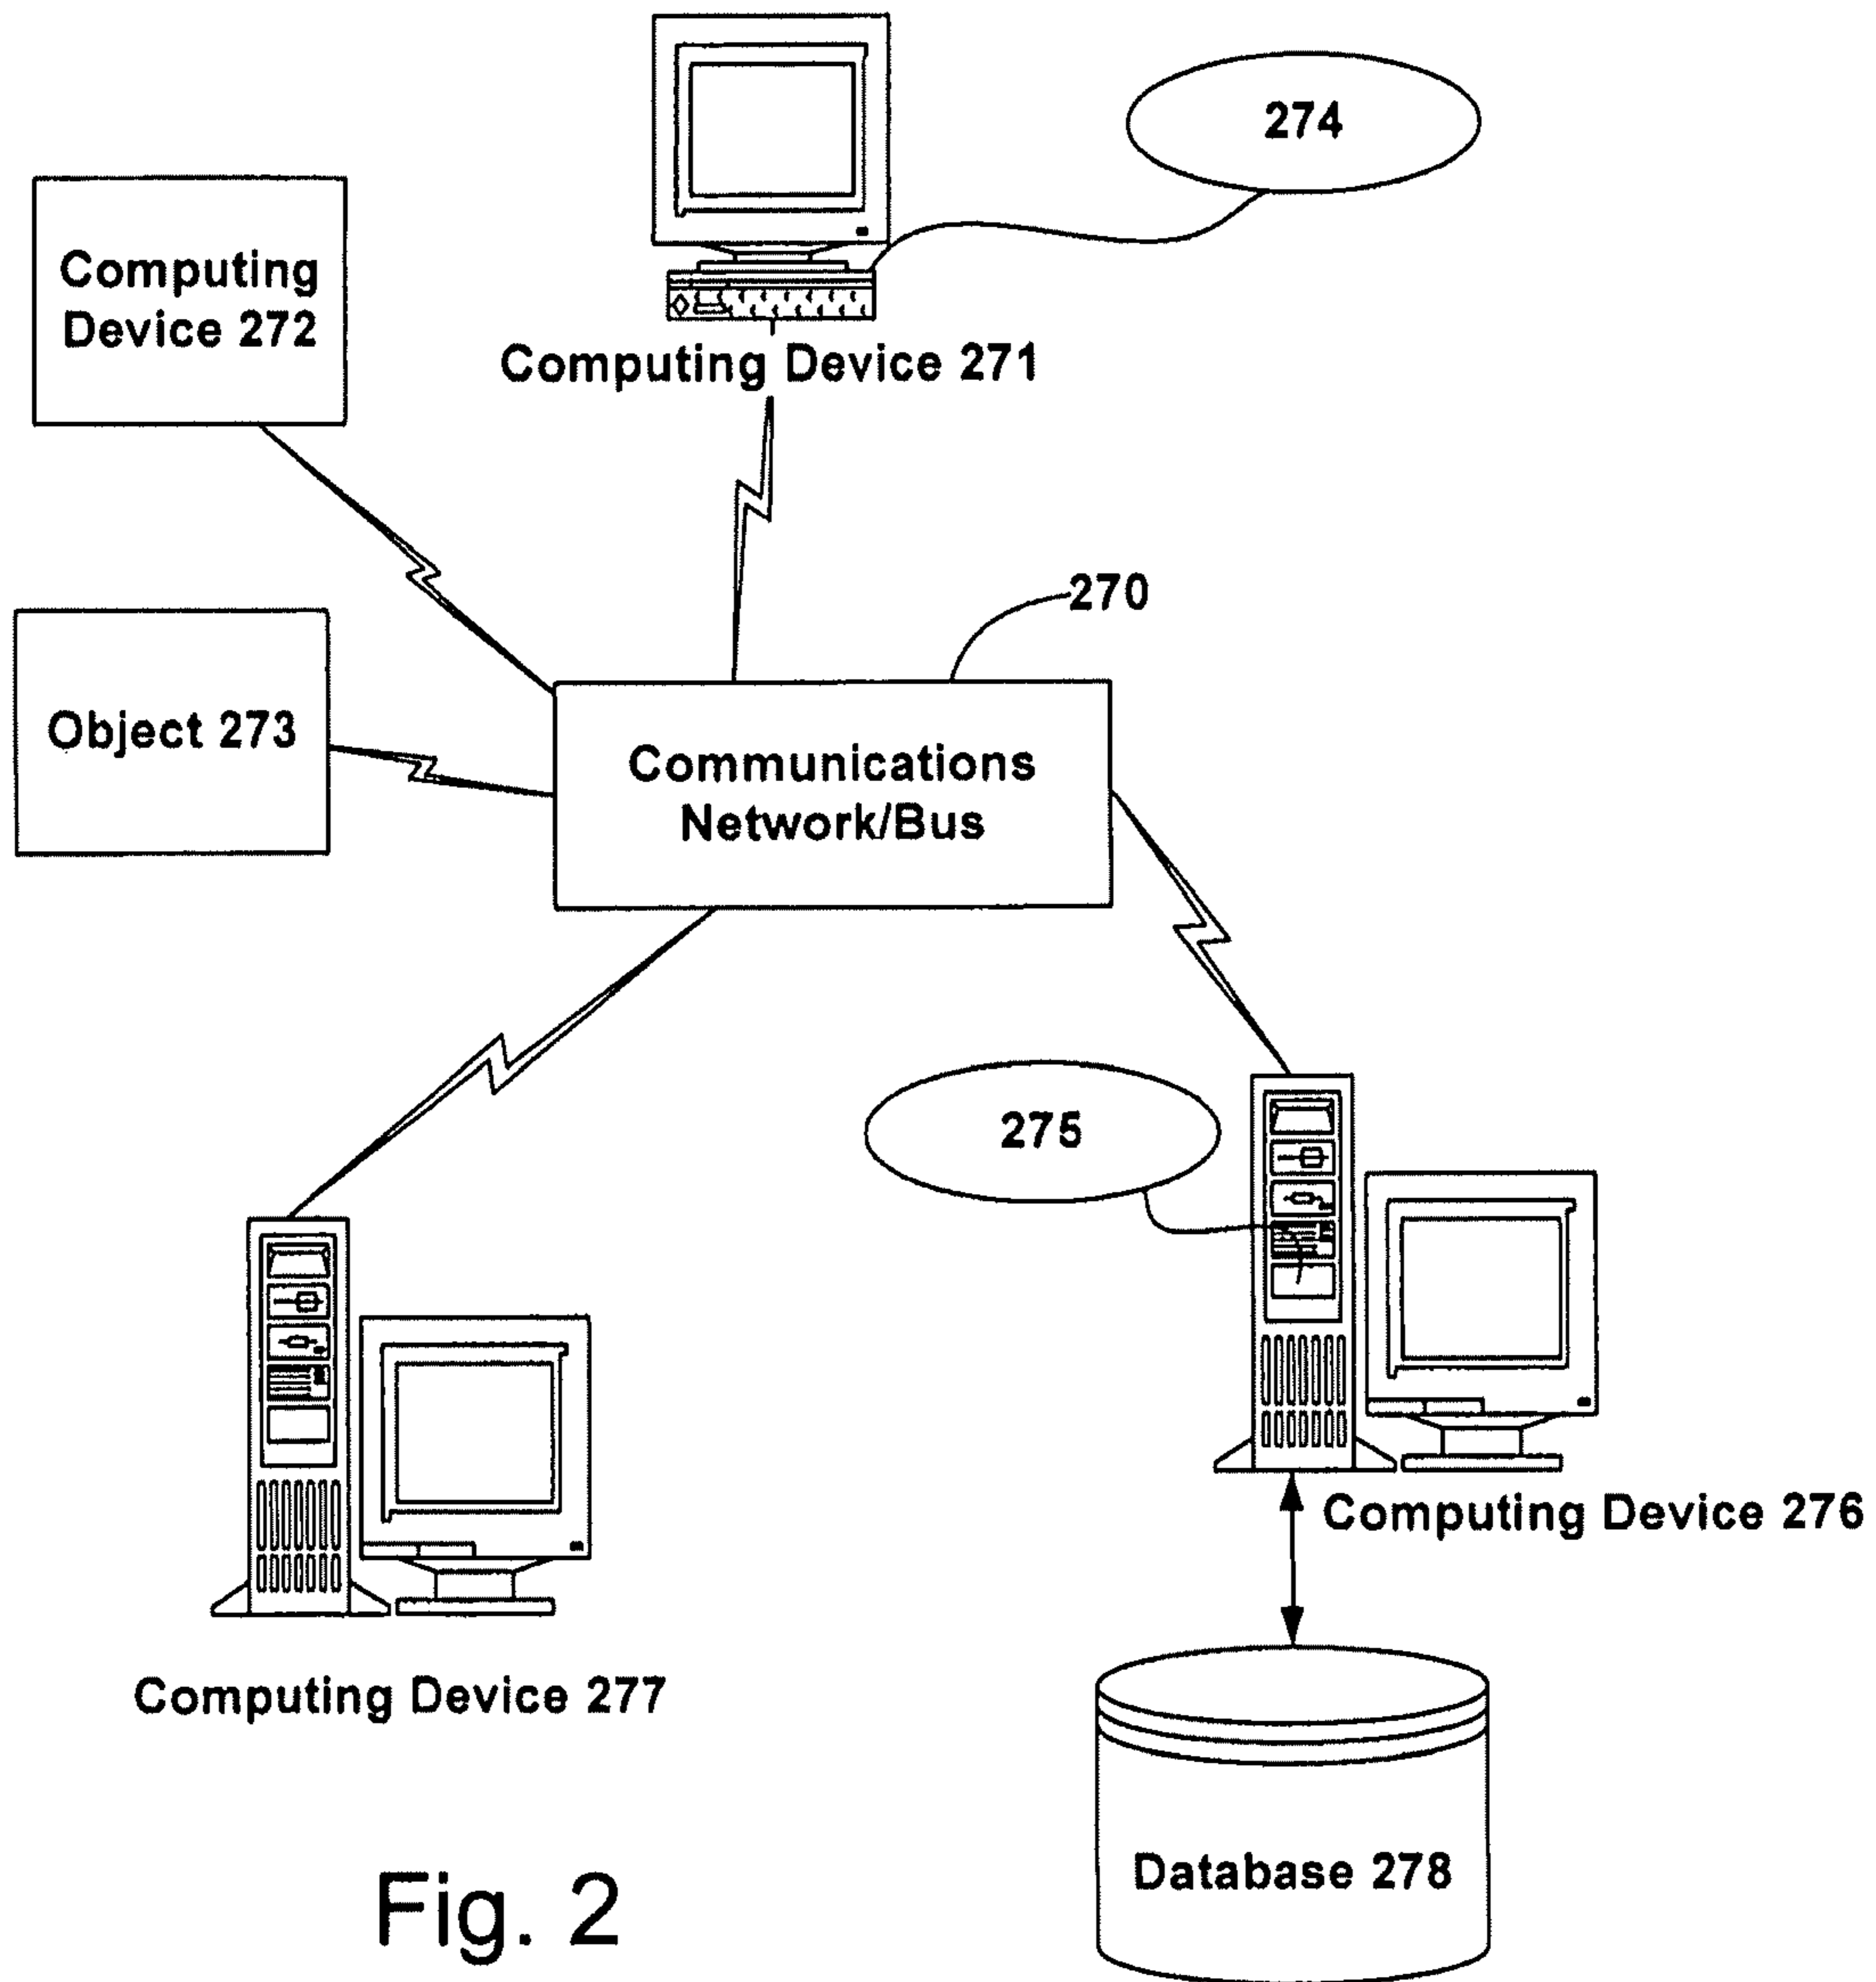 274
Computing
Device 272
Computing Device 271
270
Object 273
Communications
Network/Bus
275
Computing Device 276
Computing Device 277
Database 278
Fig. 2